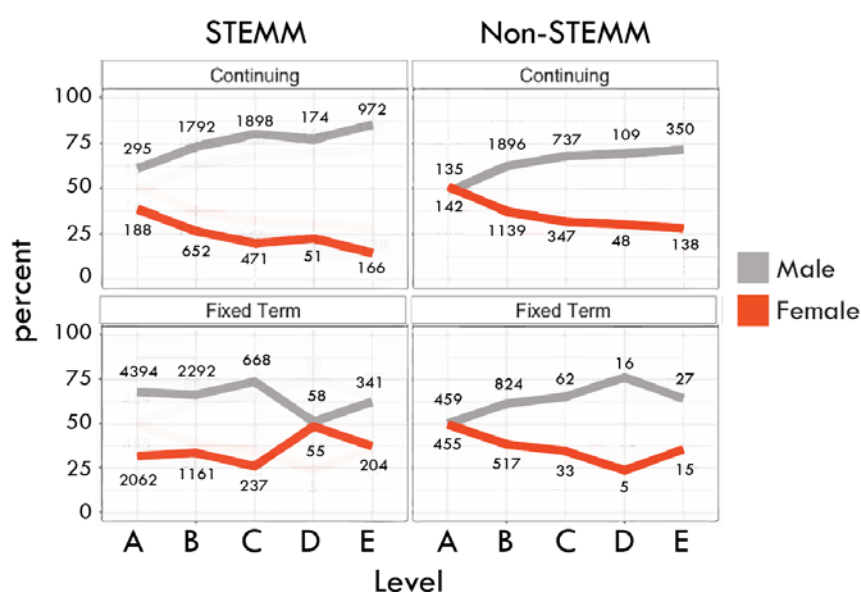 STEMM Non-STEMM
Continuing Continuing
100
75
50
25
0
295 1792 1898 174 972
188 652 471 51 166
135 1896 737 109 350
142 1139 347 48 138
percent
Male
Female
Fixed Term Fixed Term
100
75
50
25
0
4394 2292 668 58 341
2062 1161 237 55 204
459 824 62 16 27
455 517 33 5 15
A B C D E A B C D E
Level